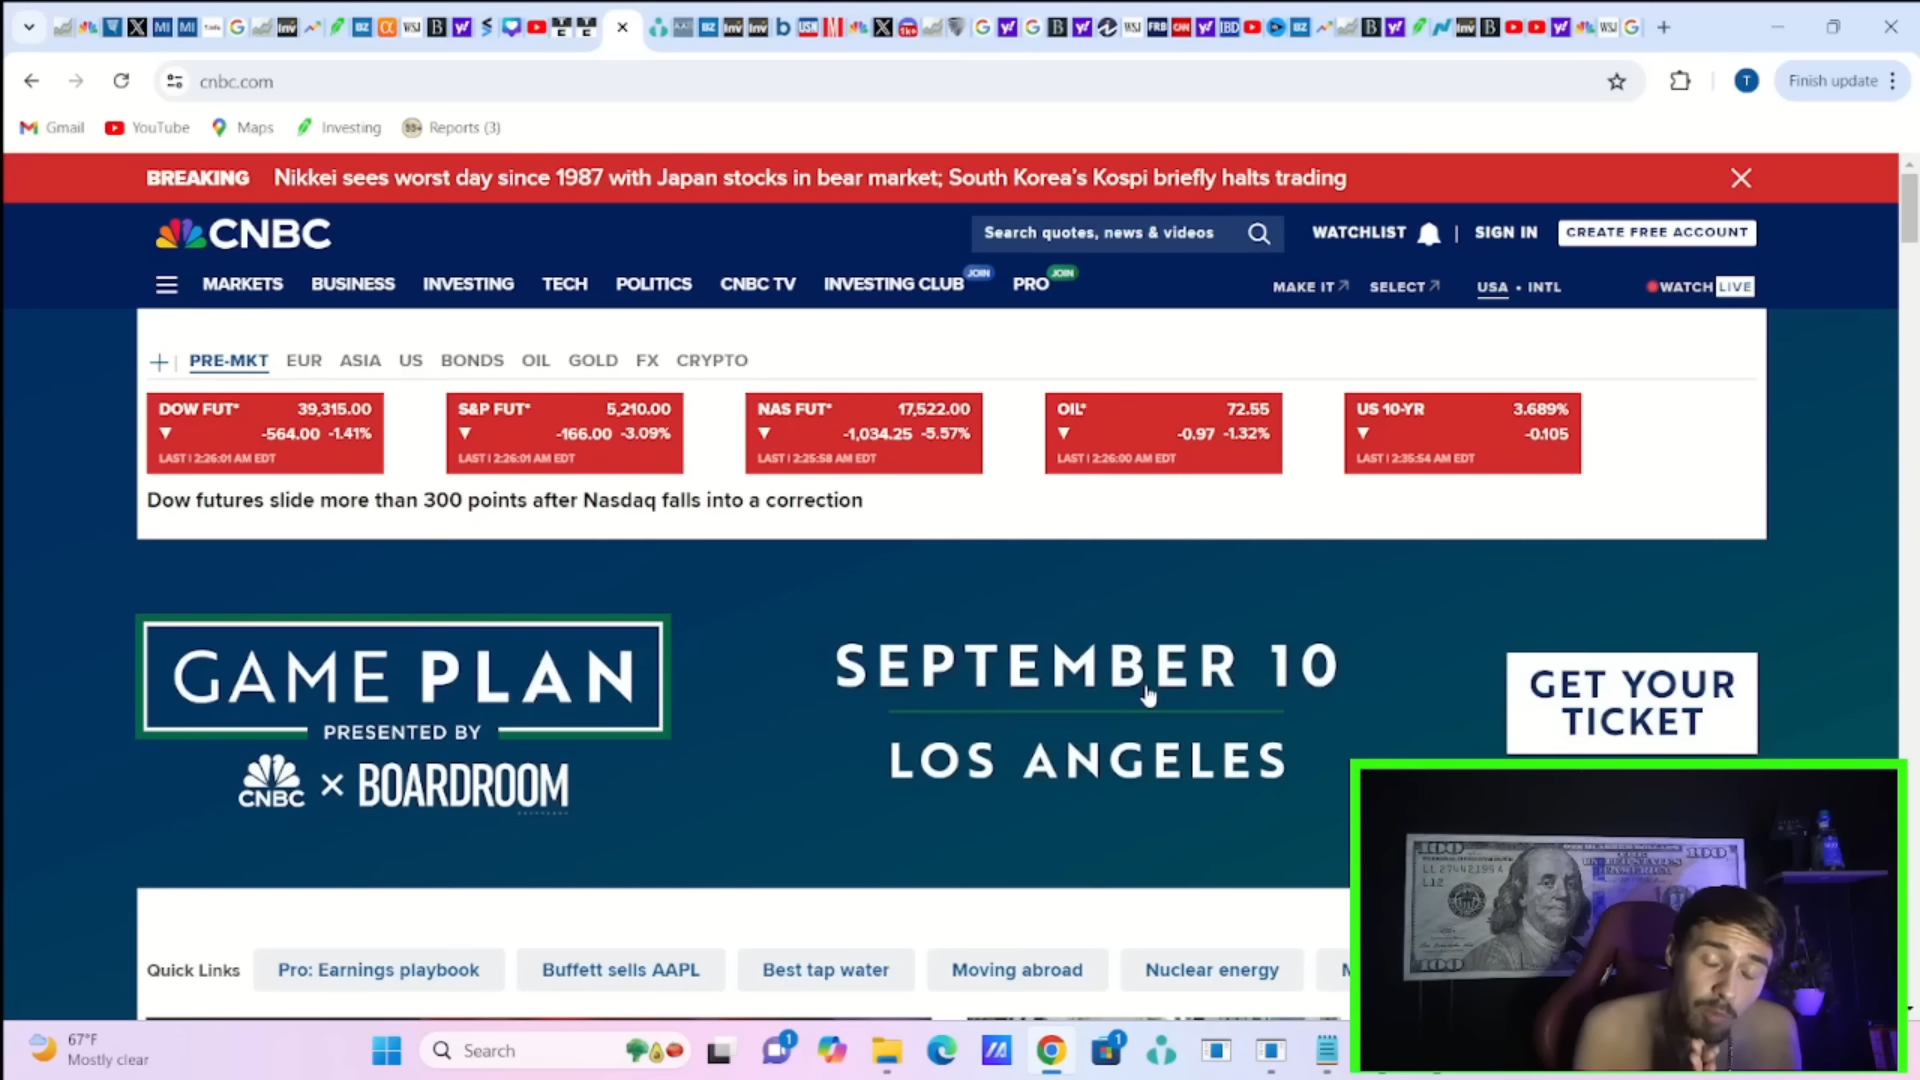 cnbc.com
Finish update
Gmail
YouTube
Maps
Investing
Reports (3)
BREAKING Nikkei sees worst day since 1987 with Japan stocks in bear market; South Korea's Kospi briefly halts trading
CNBC
Search quotes, news & videos
WATCHLIST
SIGN IN
CREATE FREE ACCOUNT
MARKETS
BUSINESS
INVESTING
TECH
POLITICS
CNBC TV
INVESTING CLUB JOIN
PRO JOIN
MAKE IT
SELECT
USA • INTL
WATCH LIVE
PRE-MKT
EUR
ASIA
US
BONDS
OIL
GOLD
FX
CRYPTO
DOW FUT* 39,315.00
-564.00 -1.41%
LAST | 2:26:01 AM EDT
S&P FUT* 5,210.00
-166.00 -3.09%
LAST | 2:26:01 AM EDT
NAS FUT* 17,522.00
-1,034.25 -5.57%
LAST | 2:25:58 AM EDT
OIL* 72.55
-0.97 -1.32%
LAST | 2:26:00 AM EDT
US 10-YR 3.689%
-0.105
LAST | 2:35:54 AM EDT
Dow futures slide more than 300 points after Nasdaq falls into a correction
GAME PLAN
PRESENTED BY
CNBC × BOARDROOM
SEPTEMBER 10
LOS ANGELES
GET YOUR
TICKET
Quick Links
Pro: Earnings playbook
Buffett sells AAPL
Best tap water
Moving abroad
Nuclear energy
67°F
Mostly clear
Search
100
100
100